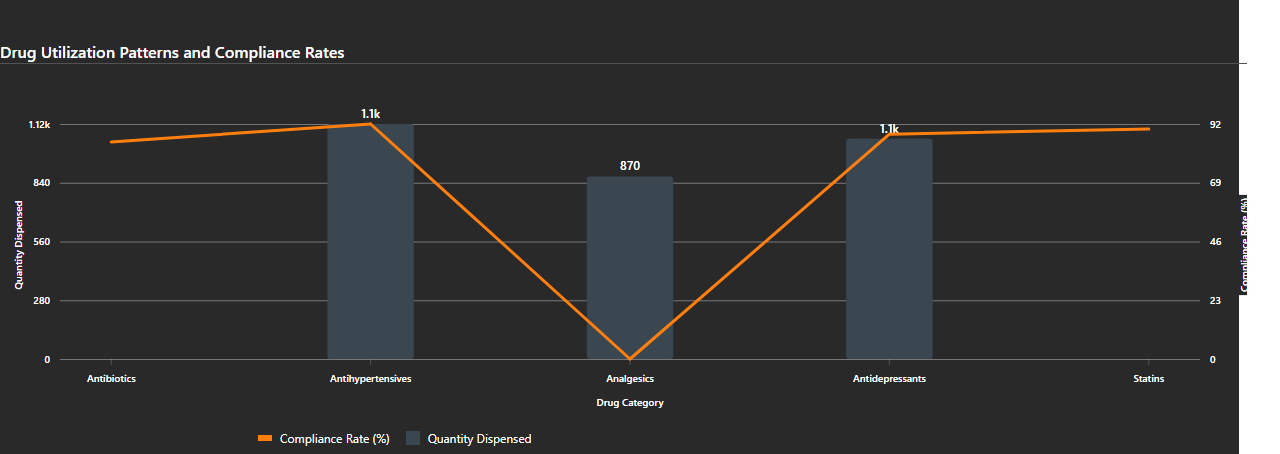 Drug Utilization Patterns and Compliance Rates
1.1k
1.1k
870
1.12k
840
560
280
0
Quantity Dispensed
92
69
46
23
0
Compliance Rate (%)
Antibiotics
Antihypertensives
Analgesics
Antidepressants
Statins
Drug Category
Compliance Rate (%)
Quantity Dispensed